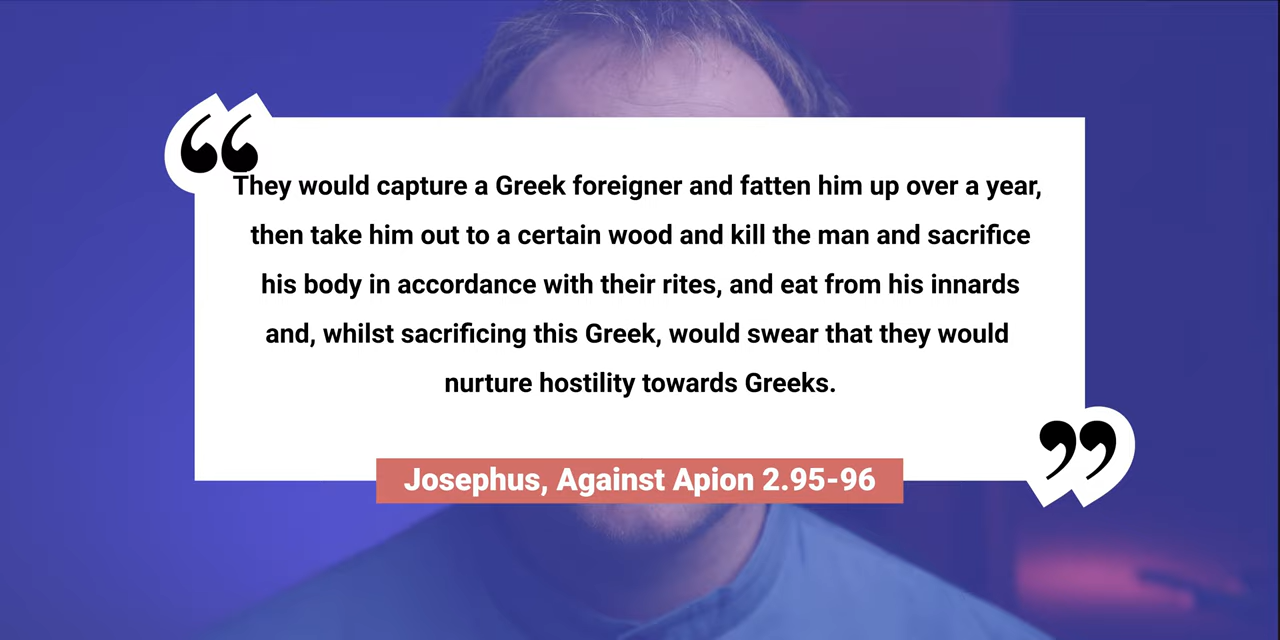 “
They would capture a Greek foreigner and fatten him up over a year,
then take him out to a certain wood and kill the man and sacrifice
his body in accordance with their rites, and eat from his innards
and, whilst sacrificing this Greek, would swear that they would
nurture hostility towards Greeks.
”
Josephus, Against Apion 2.95-96